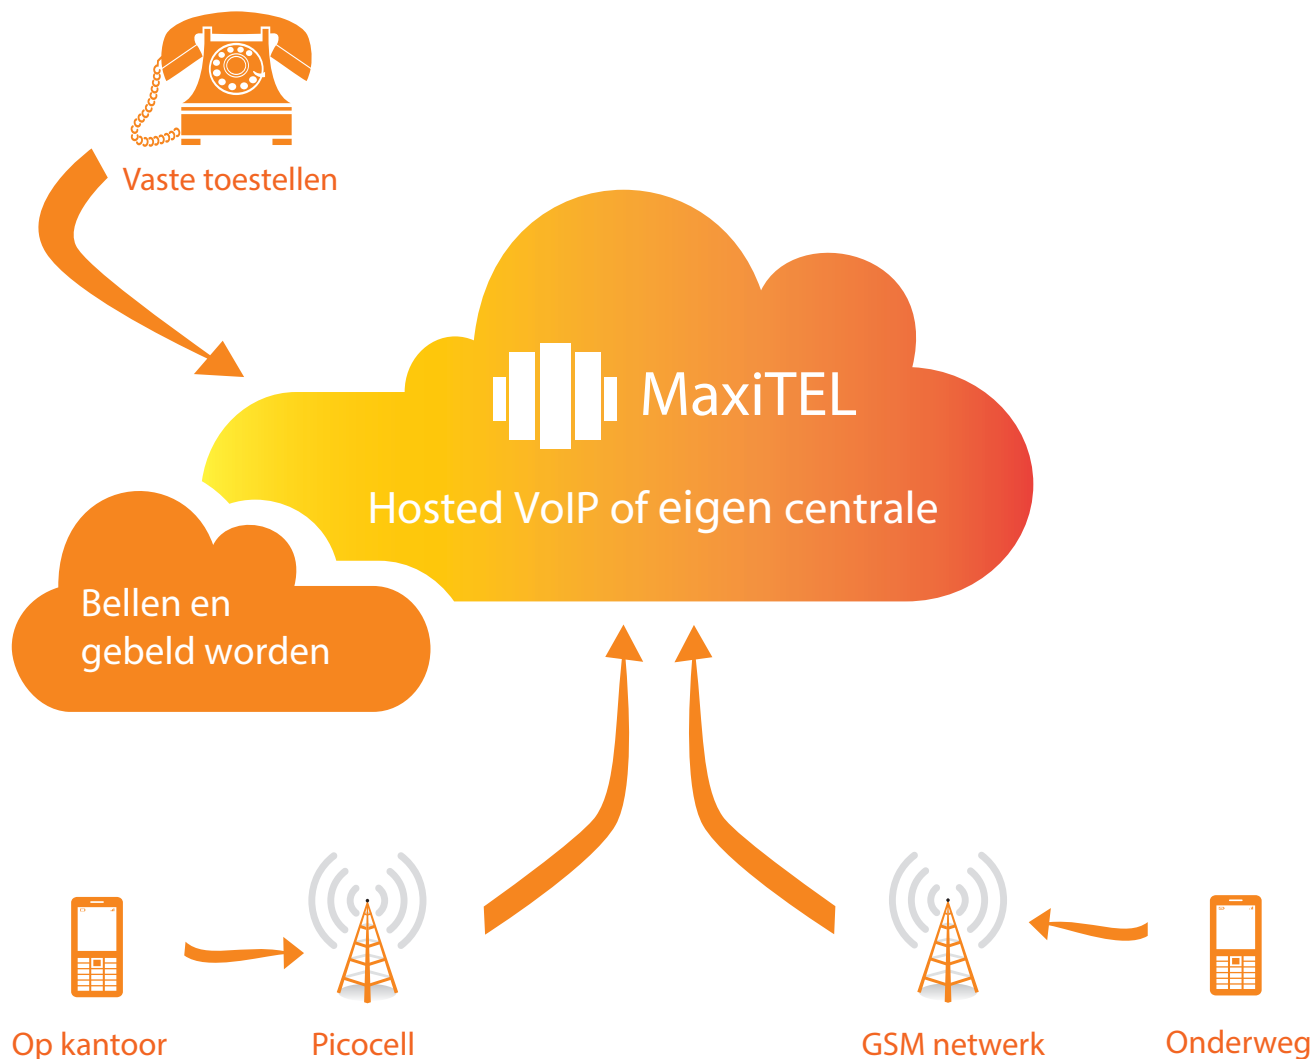 Vaste toestellen
MaxiTEL
Hosted VoIP of eigen centrale
Bellen en
gebeld worden
Op kantoor
Picocell
GSM netwerk
Onderweg